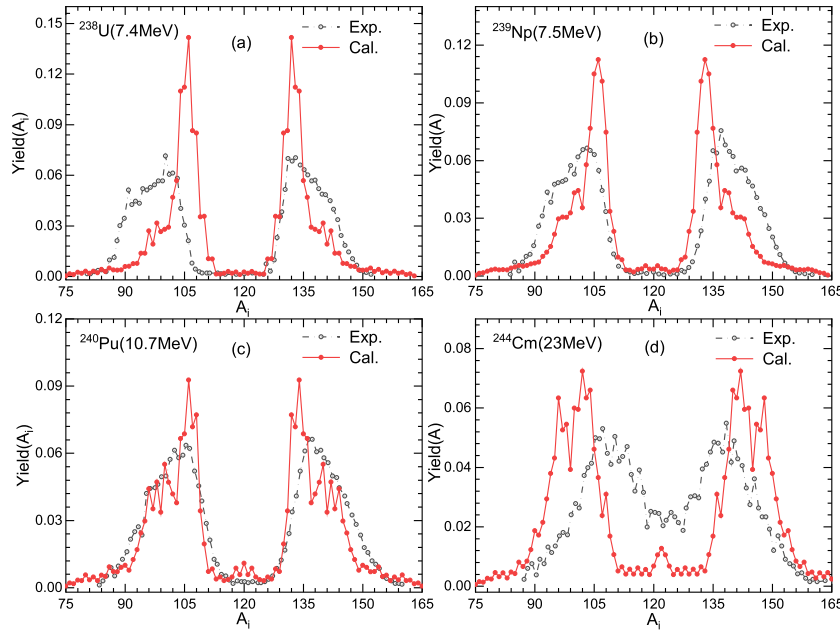 ²³⁸U(7.4MeV)
(a)
Exp.
Cal.
Yield(Aᵢ)
0.15
0.12
0.09
0.06
0.03
0.00
75 90 105 120 135 150 165
Aᵢ
²³⁹Np(7.5MeV)
(b)
Exp.
Cal.
Yield(A)
0.12
0.09
0.06
0.03
0.00
75 90 105 120 135 150 165
Aᵢ
²⁴⁰Pu(10.7MeV)
(c)
Exp.
Cal.
Yield(Aᵢ)
0.12
0.09
0.06
0.03
0.00
75 90 105 120 135 150 165
Aᵢ
²⁴⁴Cm(23MeV)
(d)
Exp.
Cal.
Yield(A)
0.08
0.06
0.04
0.02
0.00
75 90 105 120 135 150 165
Aᵢ